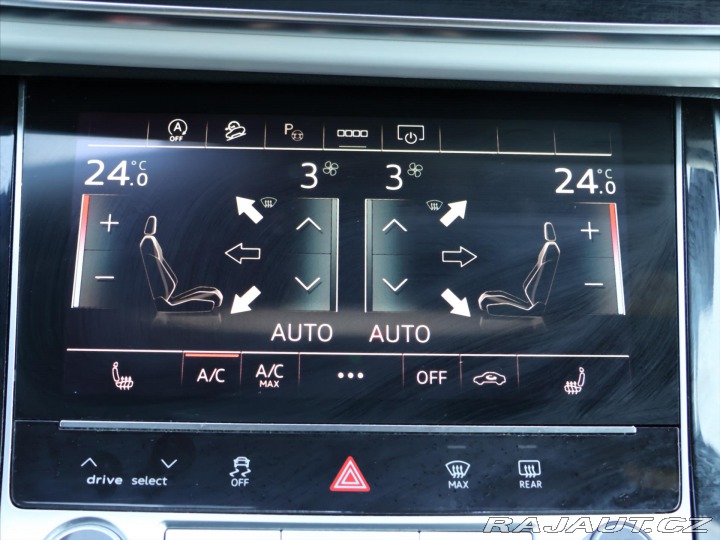 A
OFF
P
24.0 °C 3 3 24.0 °C
+ +
− −
AUTO AUTO
A/C A/C MAX ••• OFF
drive select OFF MAX REAR
RAJAUT.CZ